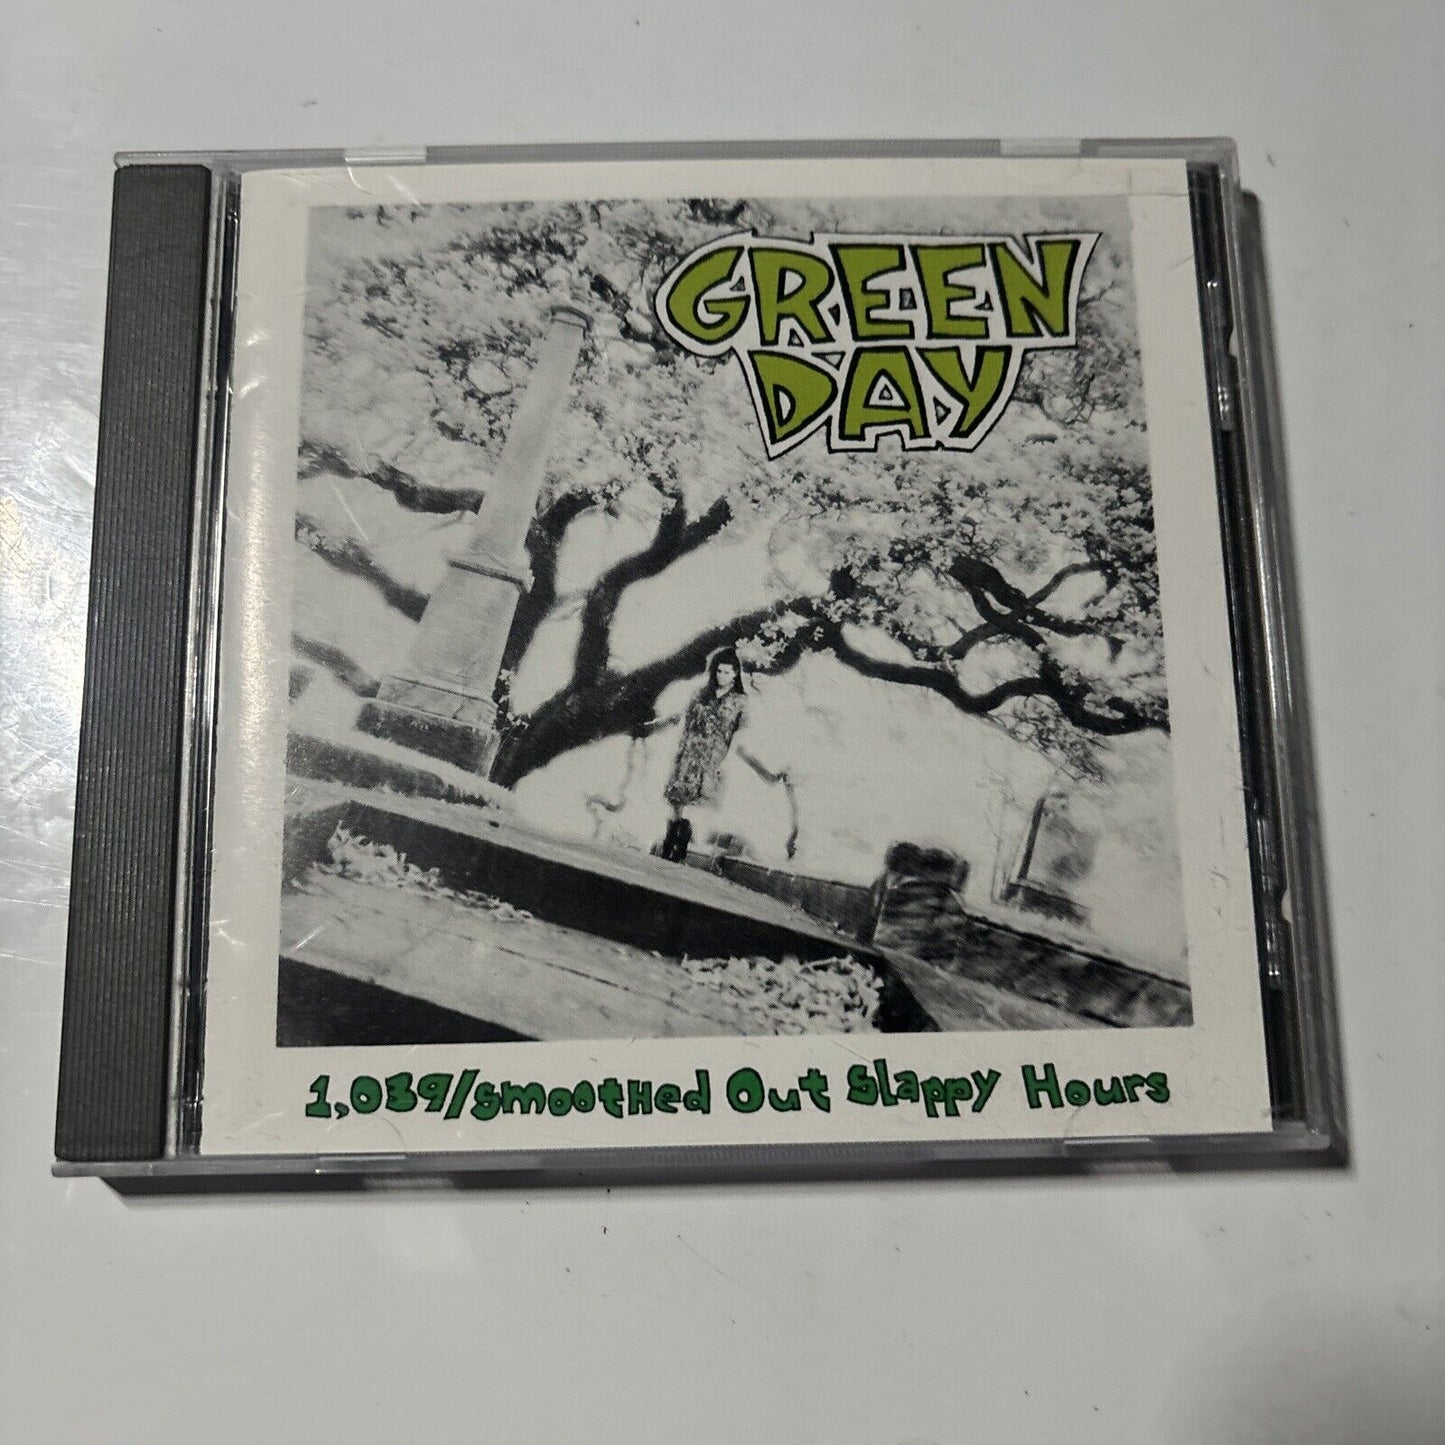 GREEN
DAY
1,039/Smoothed Out Slappy Hours